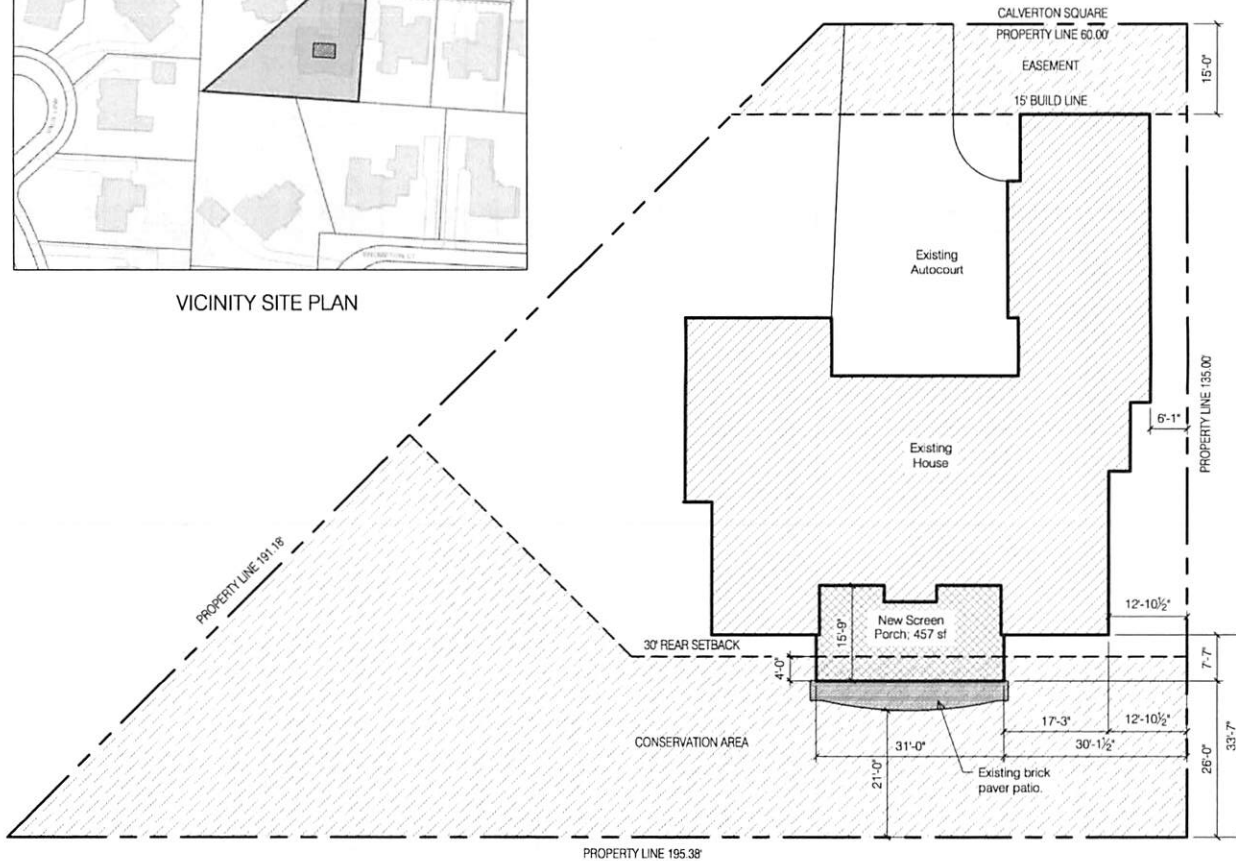 VICINITY SITE PLAN
CALVERTON SQUARE
PROPERTY LINE 60.00'
EASEMENT
15'-0"
15' BUILD LINE
Existing
Autocourt
PROPERTY LINE 135.00'
6'-1"
Existing
House
PROPERTY LINE 191.18'
12'-10½"
New Screen
Porch; 457 sf
15'-9"
30' REAR SETBACK
4'-0"
7'-7"
17'-3"
12'-10½"
CONSERVATION AREA
31'-0"
30'-1½"
21'-0"
26'-0"
33'-7"
Existing brick
paver patio.
PROPERTY LINE 195.38'